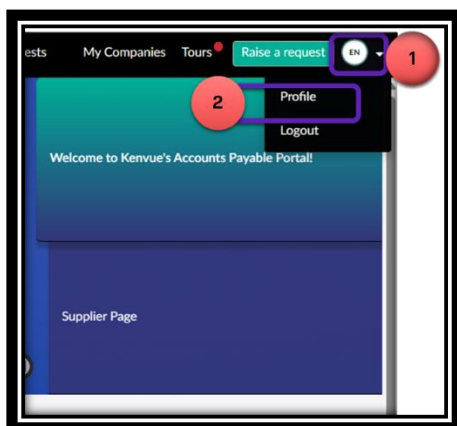 ests My Companies Tours Raise a request EN 1
2 Profile
Logout
Welcome to Kenvue's Accounts Payable Portal!
Supplier Page